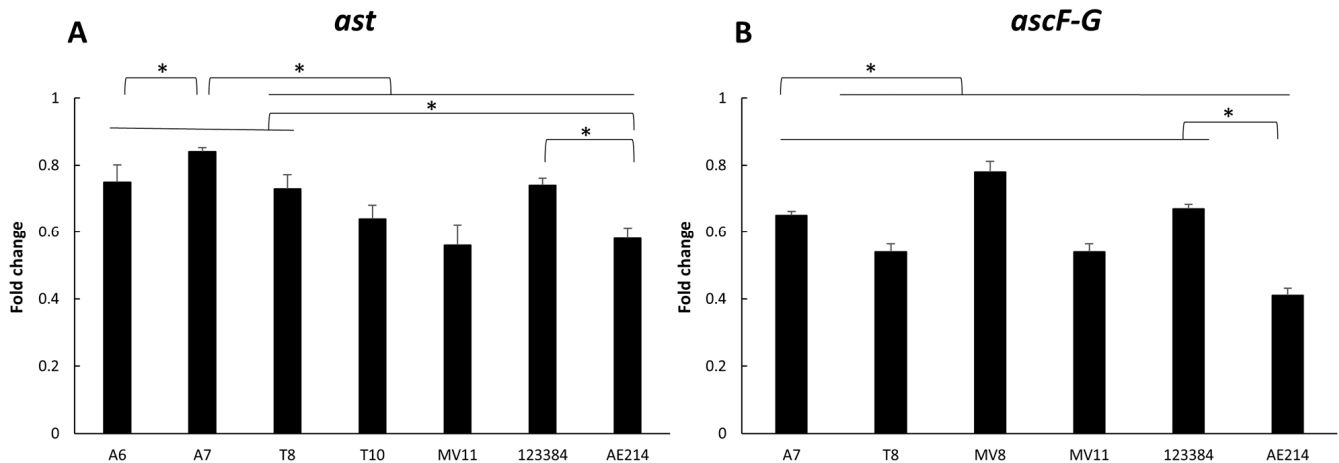 A
ast
*
*
*
*
Fold change
1
0.8
0.6
0.4
0.2
0
A6 A7 T8 T10 MV11 123384 AE214
B
ascF-G
*
*
Fold change
1
0.8
0.6
0.4
0.2
0
A7 T8 MV8 MV11 123384 AE214